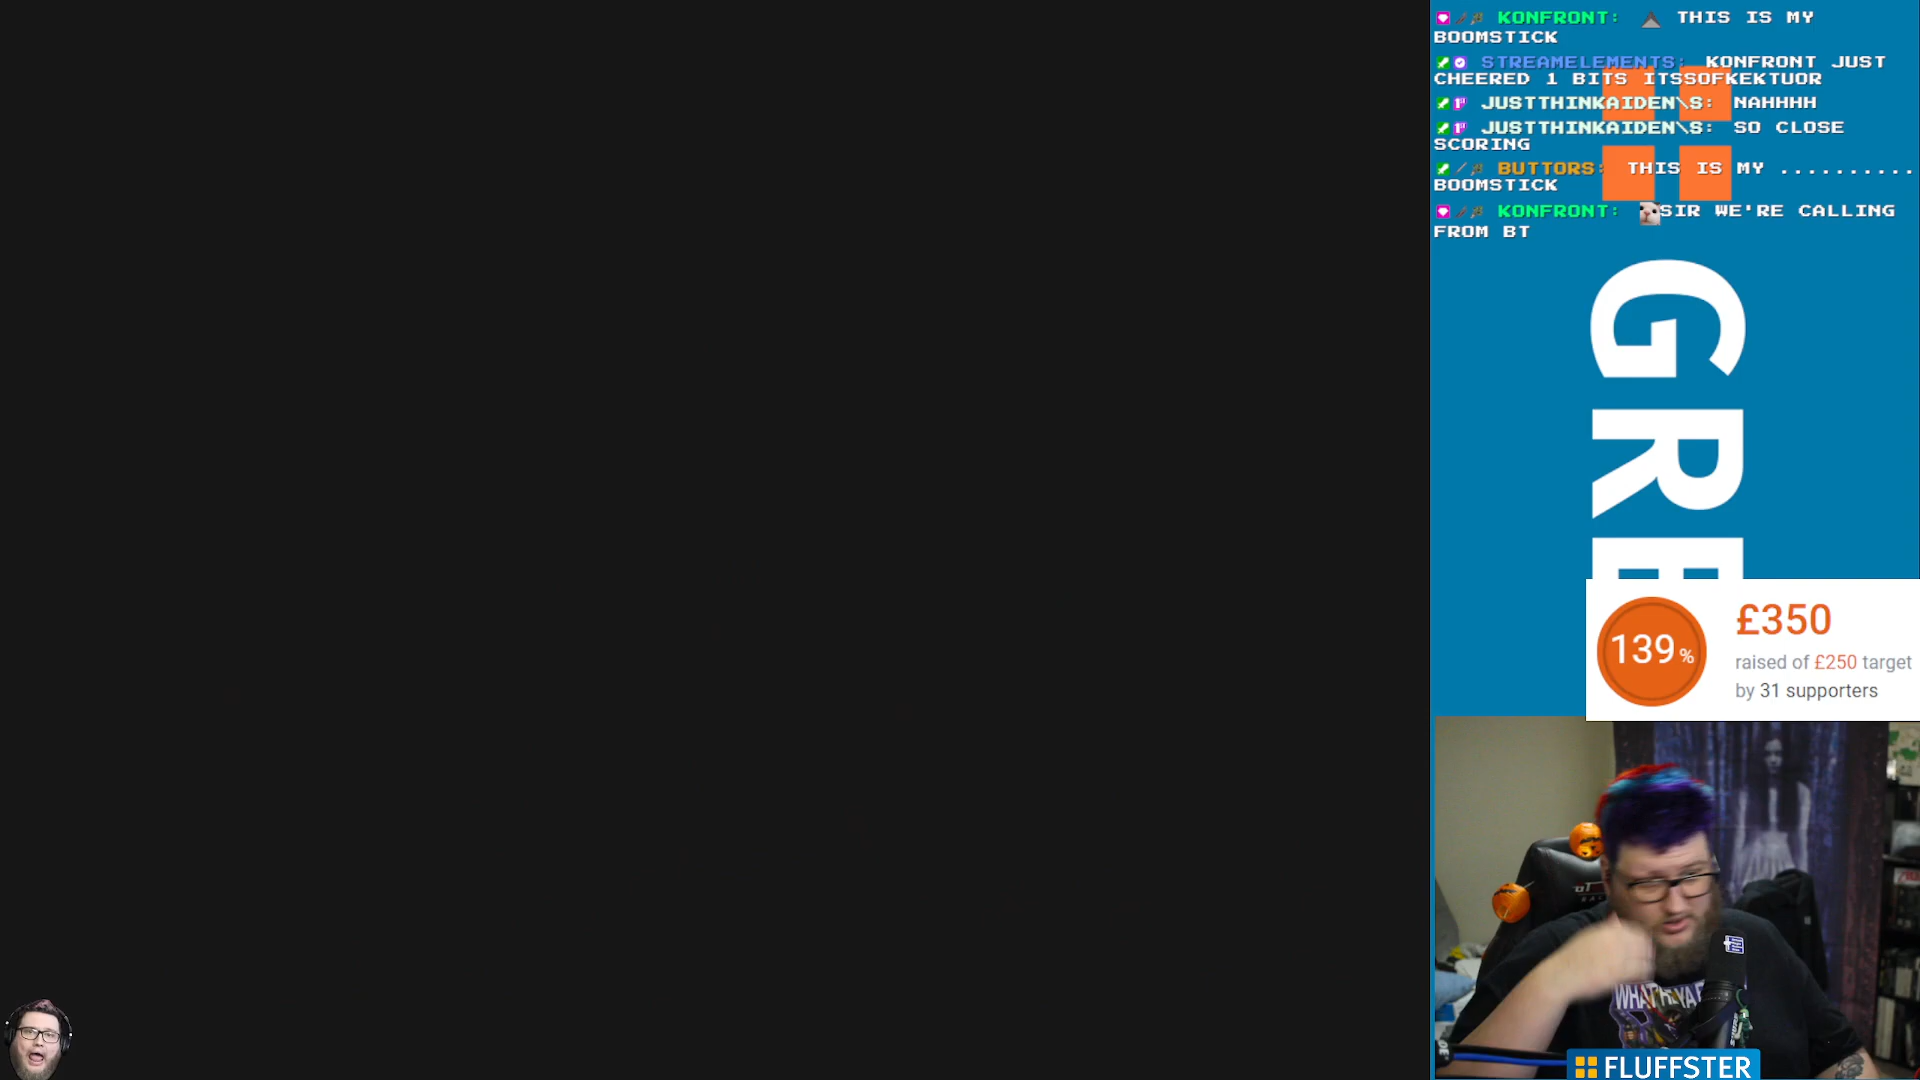 KONFRONT: THIS IS MY
BOOMSTICK
STREAMELEMENTS: KONFRONT JUST
CHEERED 1 BITS ITSSOFKEKTUOR
JUSTTHINKAIDEN\S: NAHHHH
JUSTTHINKAIDEN\S: SO CLOSE
SCORING
BUTTORS: THIS IS MY ..........
BOOMSTICK
KONFRONT: SIR WE'RE CALLING
FROM BT
GRE
139%
£350
raised of £250 target
by 31 supporters
FLUFFSTER